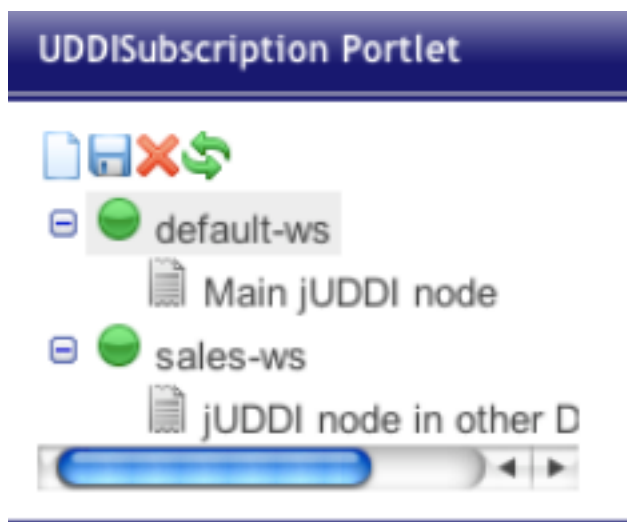 UDDISubscription Portlet
default-ws
Main jUDDI node
sales-ws
jUDDI node in other D